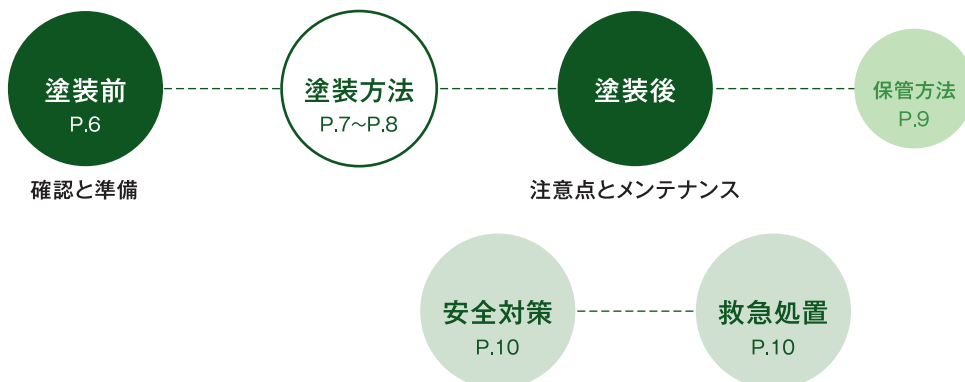 塗装前
P.6
確認と準備
塗装方法
P.7〜P.8
塗装後
注意点とメンテナンス
保管方法
P.9
安全対策
P.10
救急処置
P.10